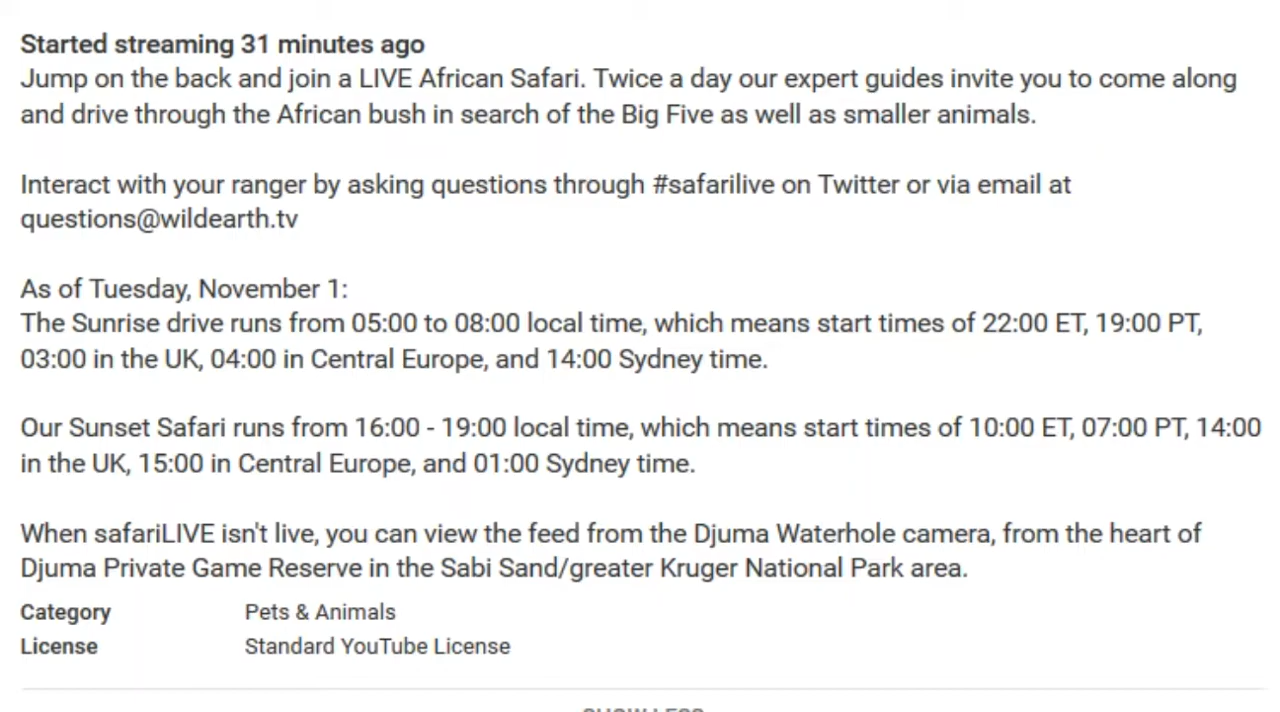 Started streaming 31 minutes ago
Jump on the back and join a LIVE African Safari. Twice a day our expert guides invite you to come along
and drive through the African bush in search of the Big Five as well as smaller animals.
Interact with your ranger by asking questions through #safarilive on Twitter or via email at
questions@wildearth.tv
As of Tuesday, November 1:
The Sunrise drive runs from 05:00 to 08:00 local time, which means start times of 22:00 ET, 19:00 PT,
03:00 in the UK, 04:00 in Central Europe, and 14:00 Sydney time.
Our Sunset Safari runs from 16:00 - 19:00 local time, which means start times of 10:00 ET, 07:00 PT, 14:00
in the UK, 15:00 in Central Europe, and 01:00 Sydney time.
When safariLIVE isn't live, you can view the feed from the Djuma Waterhole camera, from the heart of
Djuma Private Game Reserve in the Sabi Sand/greater Kruger National Park area.
Category Pets & Animals
License Standard YouTube License
SHOW LESS